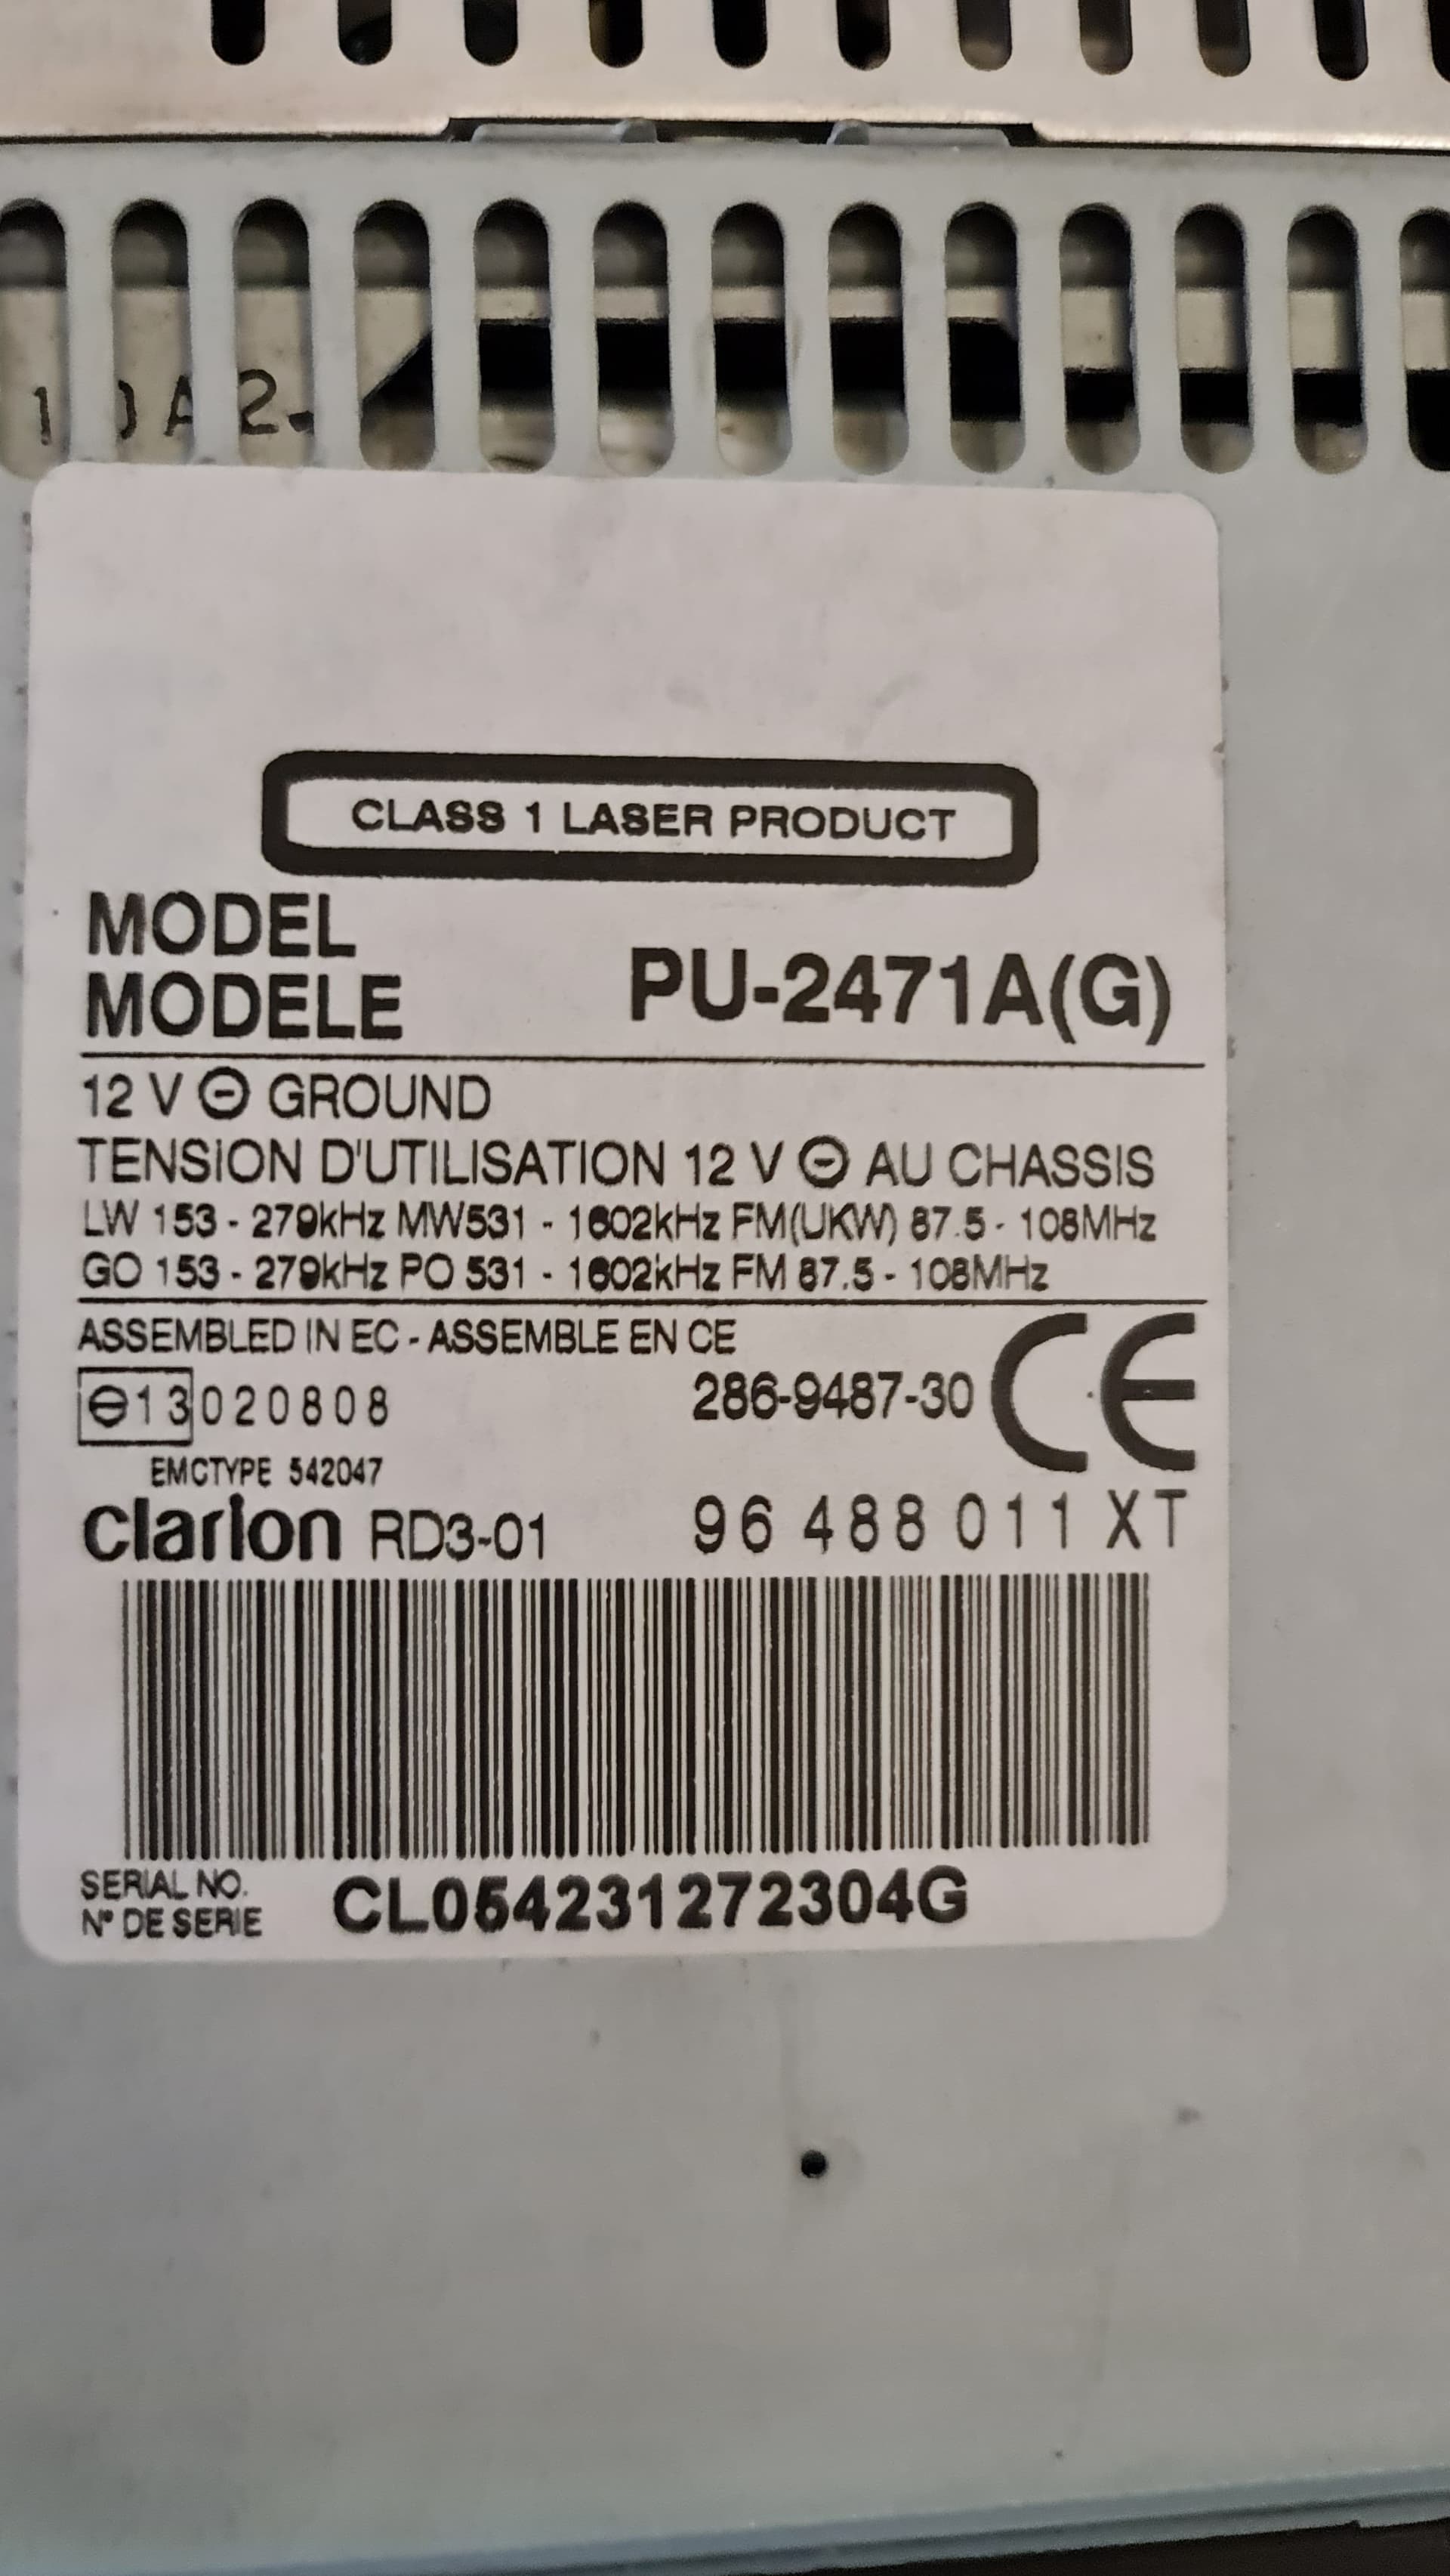 CLASS 1 LASER PRODUCT
MODEL
MODELE PU-2471A(G)
12 V ⊖ GROUND
TENSION D'UTILISATION 12 V ⊖ AU CHASSIS
LW 153 - 279kHz MW531 - 1602kHz FM(UKW) 87.5 - 108MHz
GO 153 - 279kHz PO 531 - 1602kHz FM 87.5 - 108MHz
ASSEMBLED IN EC - ASSEMBLE EN CE
13 020808 286-9487-30 CE
EMCTYPE 542047
clarion RD3-01 96 488 011 XT
SERIAL NO.
N° DE SERIE CL054231272304G